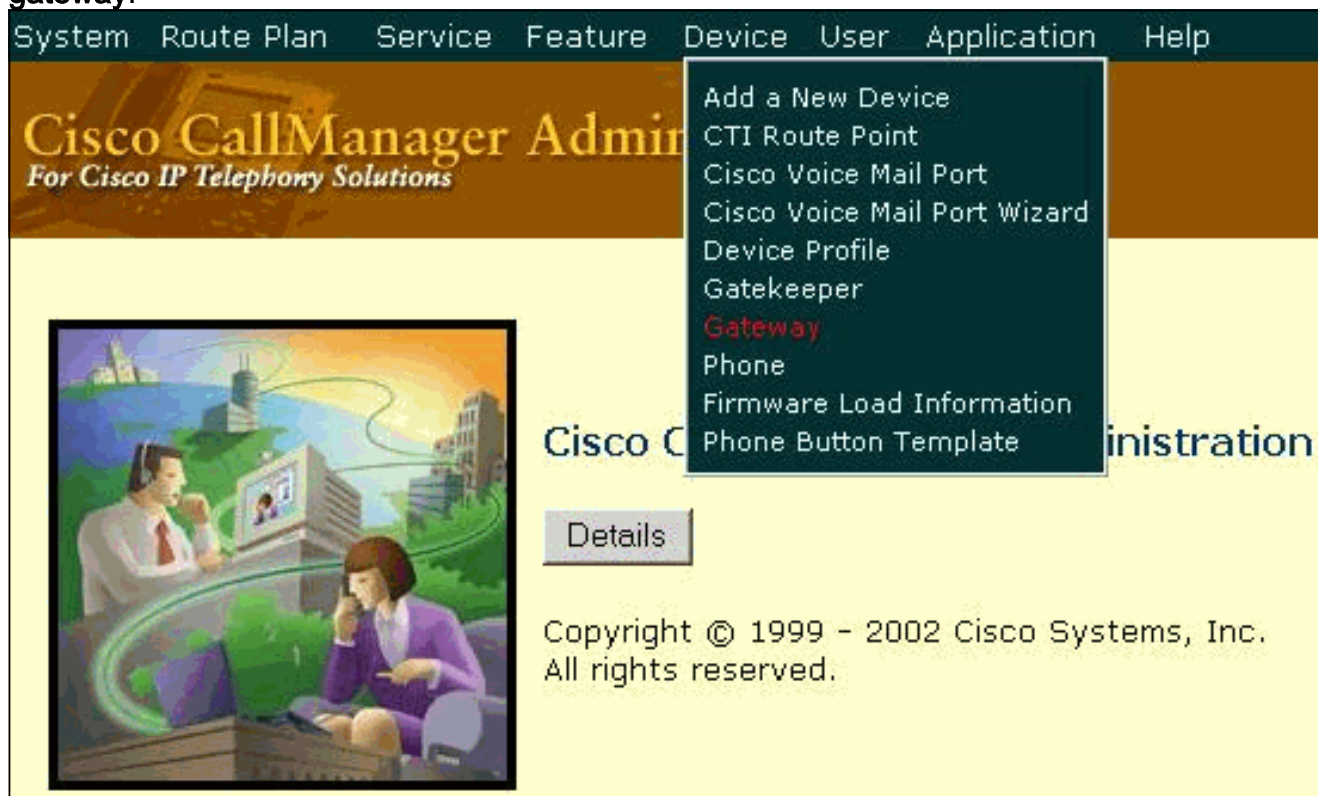 gateway.
System Route Plan Service Feature Device User Application Help
Cisco CallManager Admin
For Cisco IP Telephony Solutions
Add a New Device
CTI Route Point
Cisco Voice Mail Port
Cisco Voice Mail Port Wizard
Device Profile
Gatekeeper
Gateway
Phone
Firmware Load Information
Phone Button Template
Cisco C inistration
Details
Copyright © 1999 - 2002 Cisco Systems, Inc.
All rights reserved.